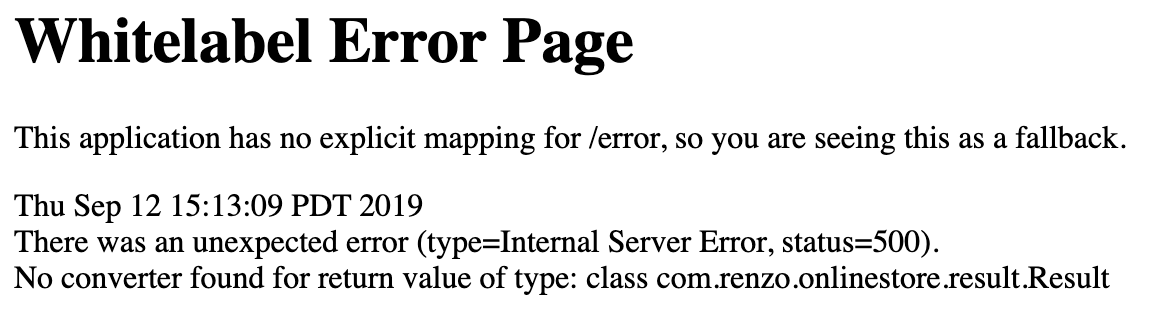 Whitelabel Error Page
This application has no explicit mapping for /error, so you are seeing this as a fallback.
Thu Sep 12 15:13:09 PDT 2019
There was an unexpected error (type=Internal Server Error, status=500).
No converter found for return value of type: class com.renzo.onlinestore.result.Result